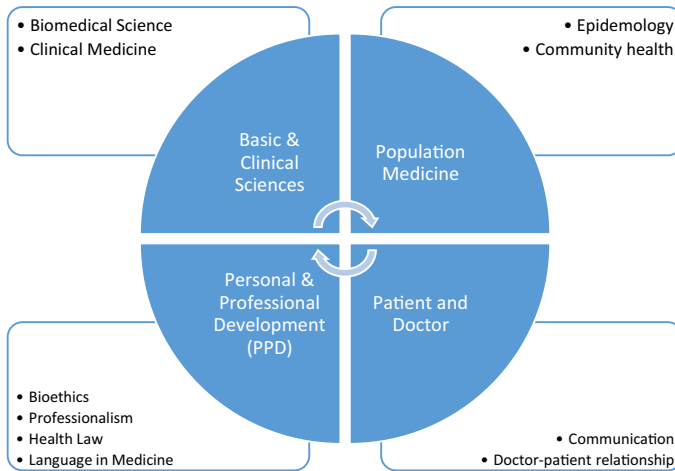 • Biomedical Science
• Clinical Medicine
• Epidemology
• Community health
Basic &
Clinical
Sciences
Population
Medicine
Personal &
Professional
Development
(PPD)
Patient and
Doctor
• Bioethics
• Professionalism
• Health Law
• Language in Medicine
• Communication
• Doctor-patient relationship